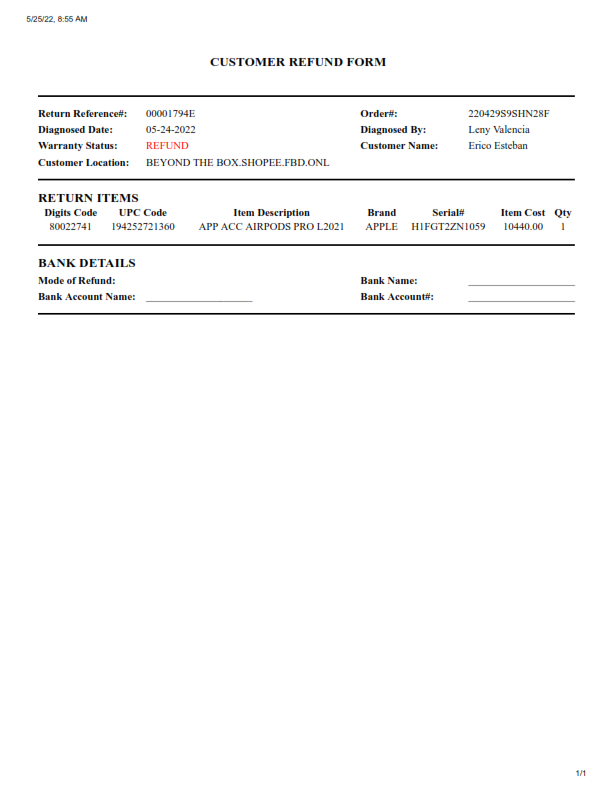 5/25/22, 8:55 AM
CUSTOMER REFUND FORM
Return Reference#: 00001794E Order#: 220429S9SHN28F
Diagnosed Date: 05-24-2022 Diagnosed By: Leny Valencia
Warranty Status: REFUND Customer Name: Erico Esteban
Customer Location: BEYOND THE BOX.SHOPEE.FBD.ONL
RETURN ITEMS
Digits Code UPC Code Item Description Brand Serial# Item Cost Qty
80022741 194252721360 APP ACC AIRPODS PRO L2021 APPLE H1FGT2ZN1059 10440.00 1
BANK DETAILS
Mode of Refund: Bank Name:
Bank Account Name: Bank Account#:
1/1